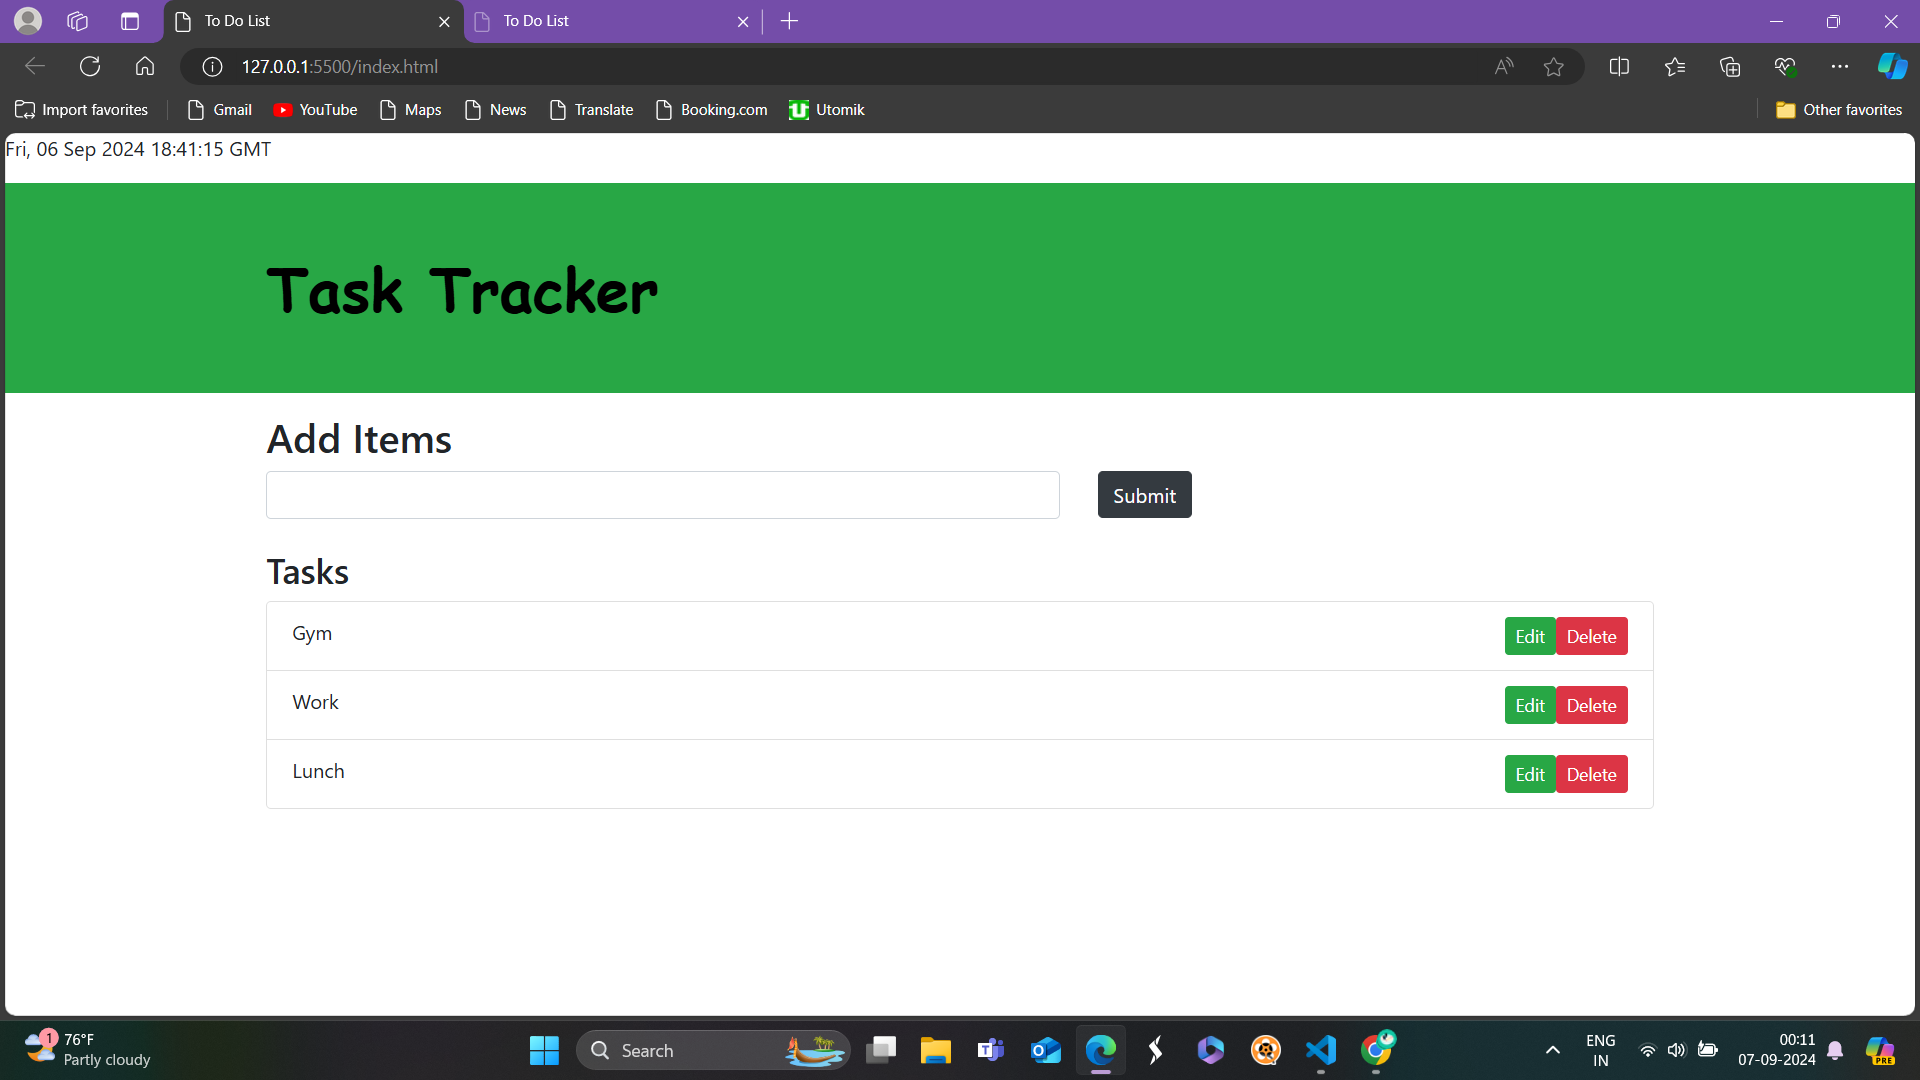 To Do List
To Do List
127.0.0.1:5500/index.html
Import favorites
Gmail
YouTube
Maps
News
Translate
Booking.com
Utomik
Other favorites
Fri, 06 Sep 2024 18:41:15 GMT
Task Tracker
Add Items
Submit
Tasks
Gym Edit Delete
Work Edit Delete
Lunch Edit Delete
1
76°F
Partly cloudy
Search
ENG
IN
00:11
07-09-2024
PRE